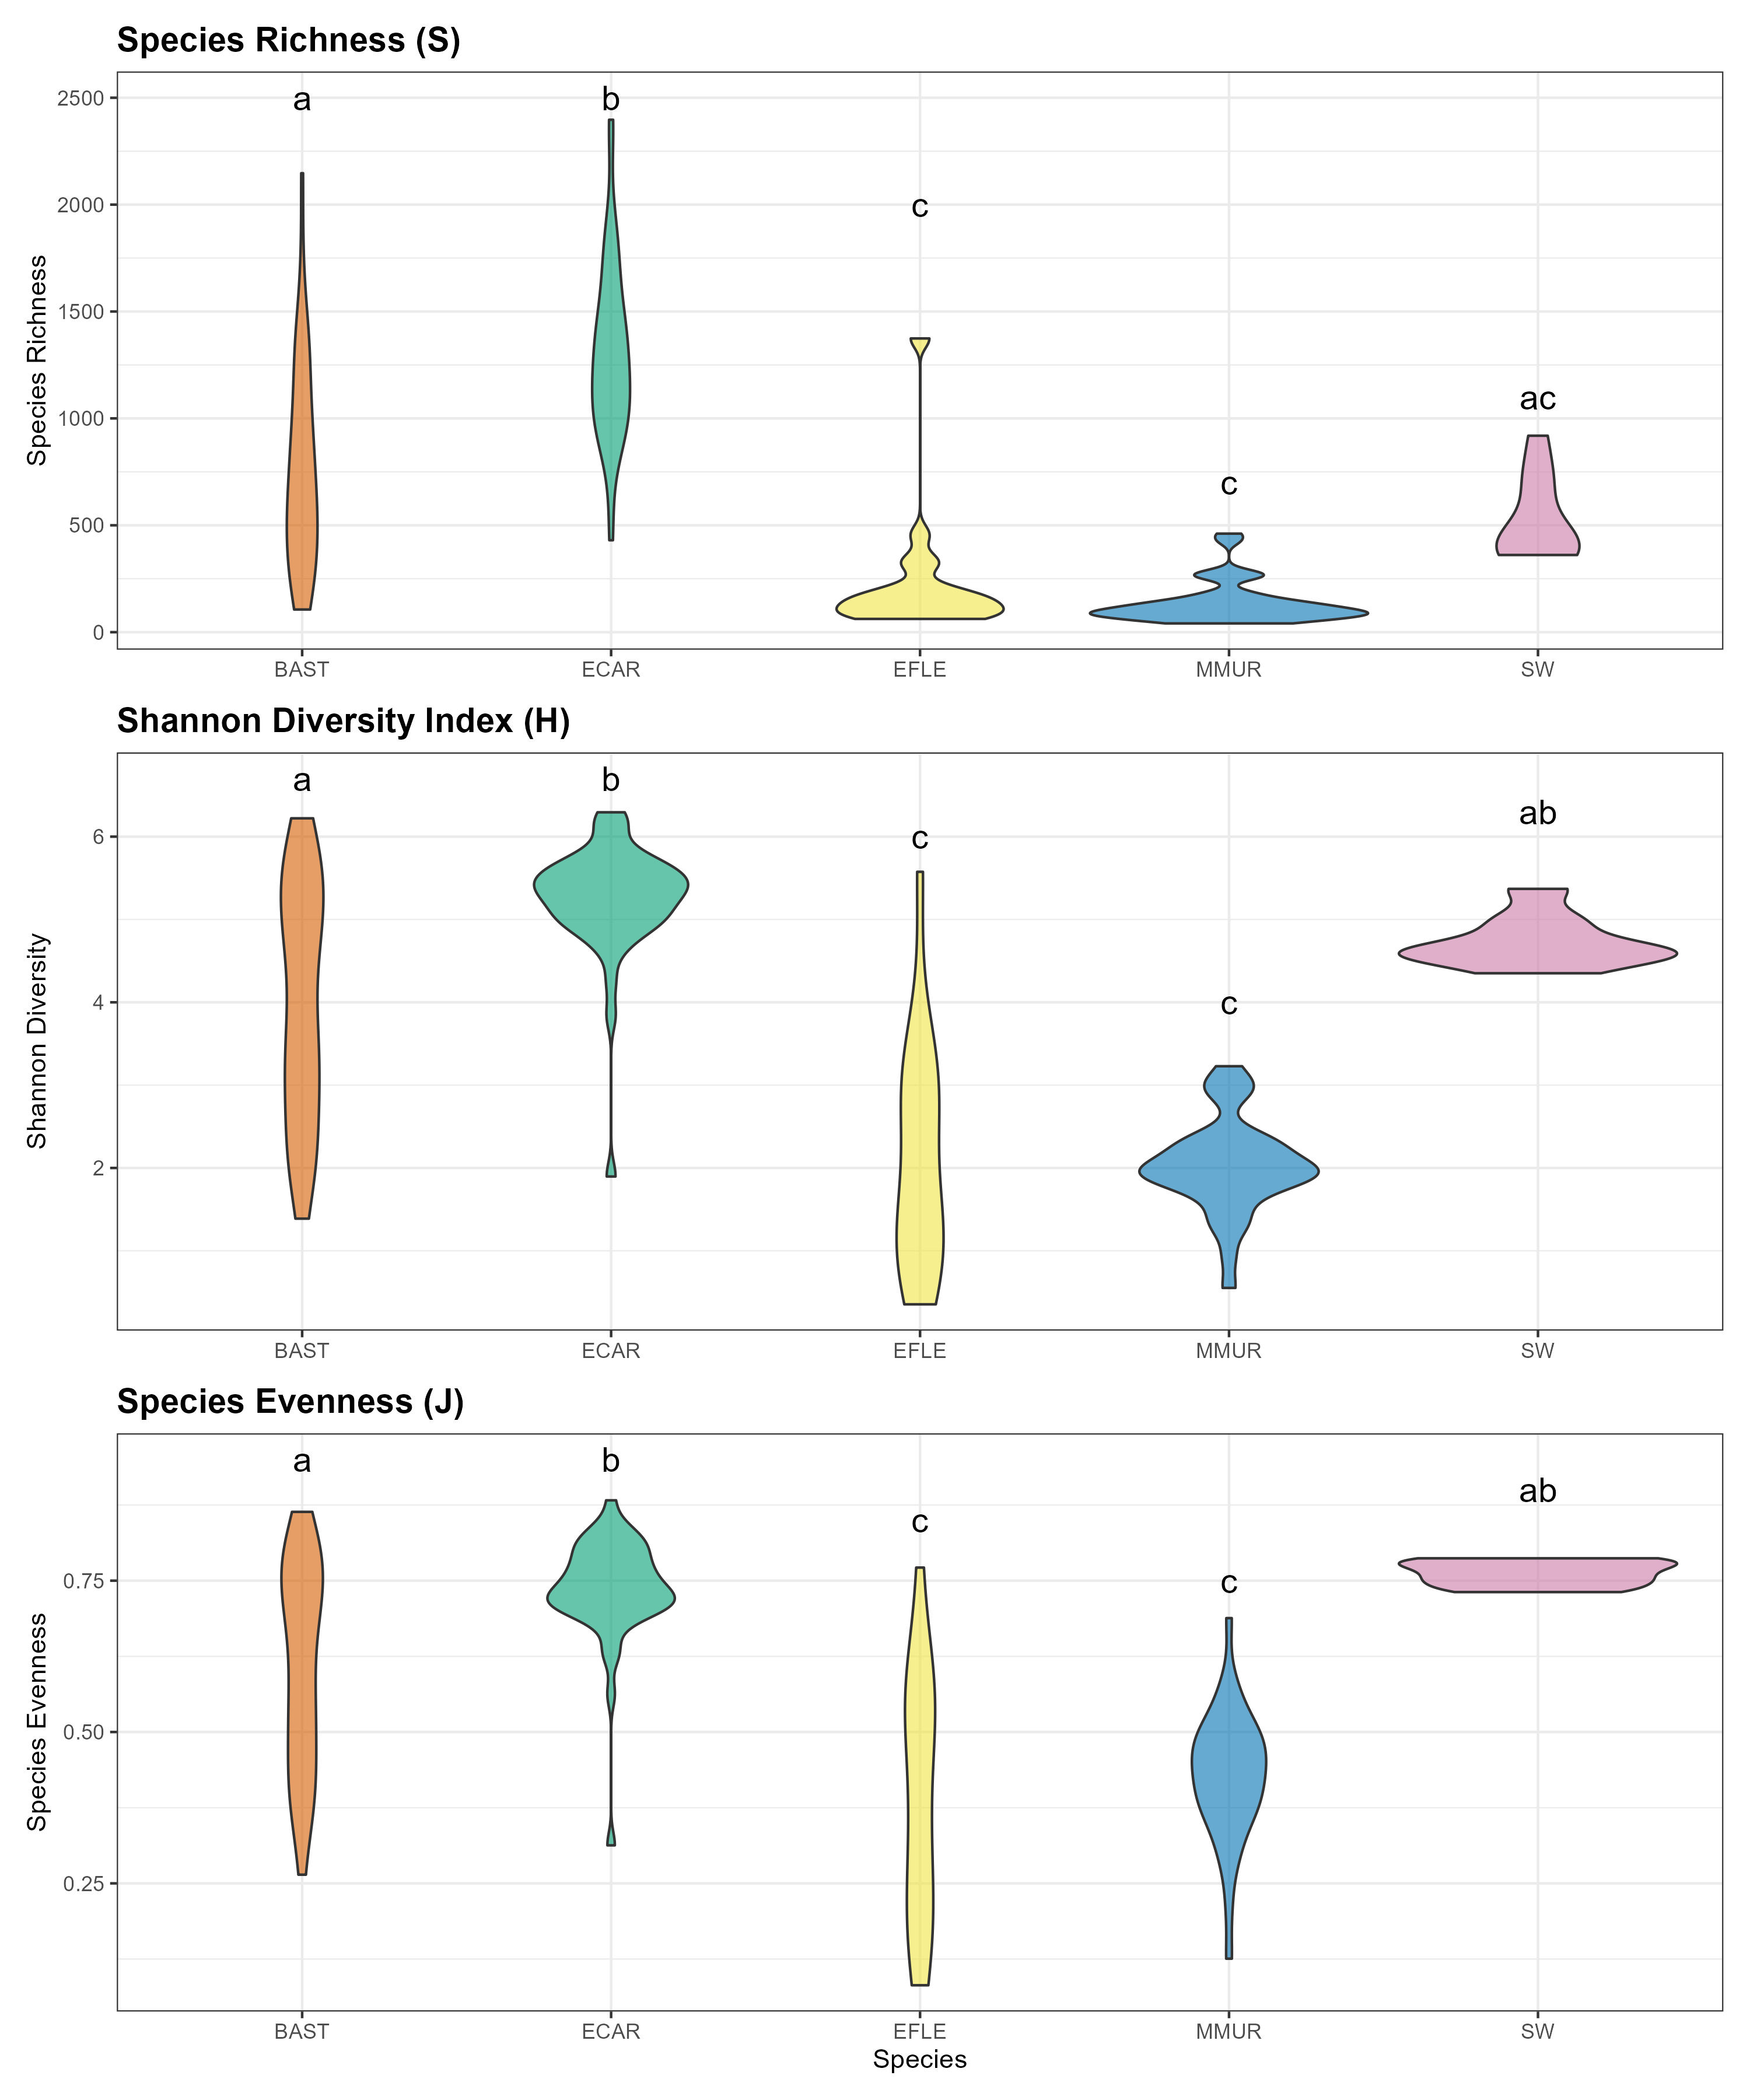 Species Richness (S)
a b
c
ac
c
2500
2000
1500
1000
500
0
Species Richness
BAST ECAR EFLE MMUR SW
Shannon Diversity Index (H)
a b
ab
c
c
6
4
2
Shannon Diversity
BAST ECAR EFLE MMUR SW
Species Evenness (J)
a b
ab
c
c
0.75
0.50
0.25
Species Evenness
BAST ECAR EFLE MMUR SW
Species